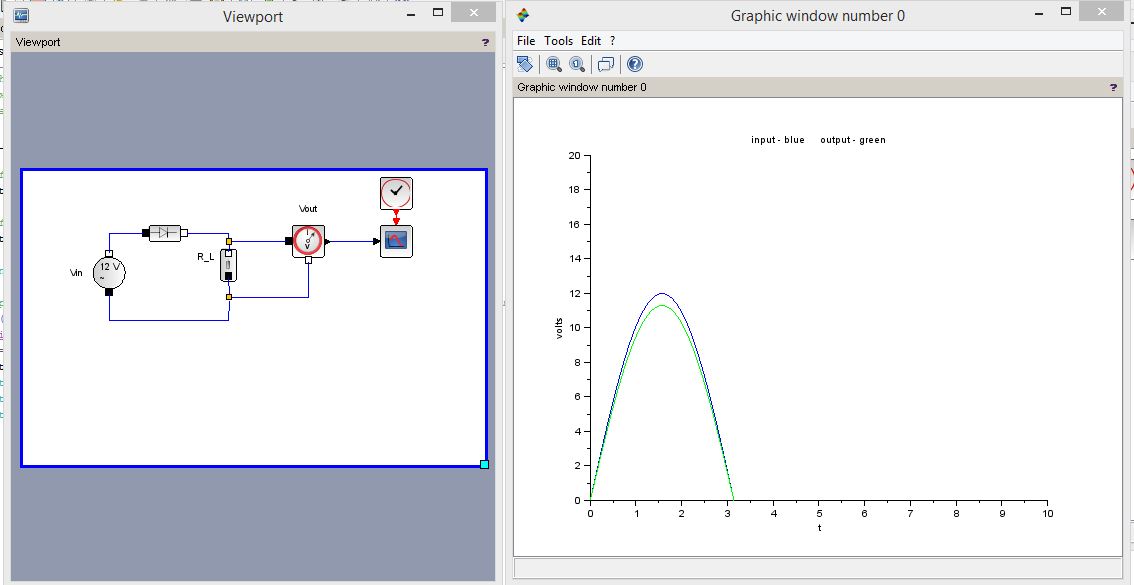 Viewport
Viewport ?
Vout
Vin
12 V
~
R_L
V
Graphic window number 0
File Tools Edit ?
Graphic window number 0 ?
input - blue output - green
20
18
16
14
12
10
8
6
4
2
0
volts
0 1 2 3 4 5 6 7 8 9 10
t